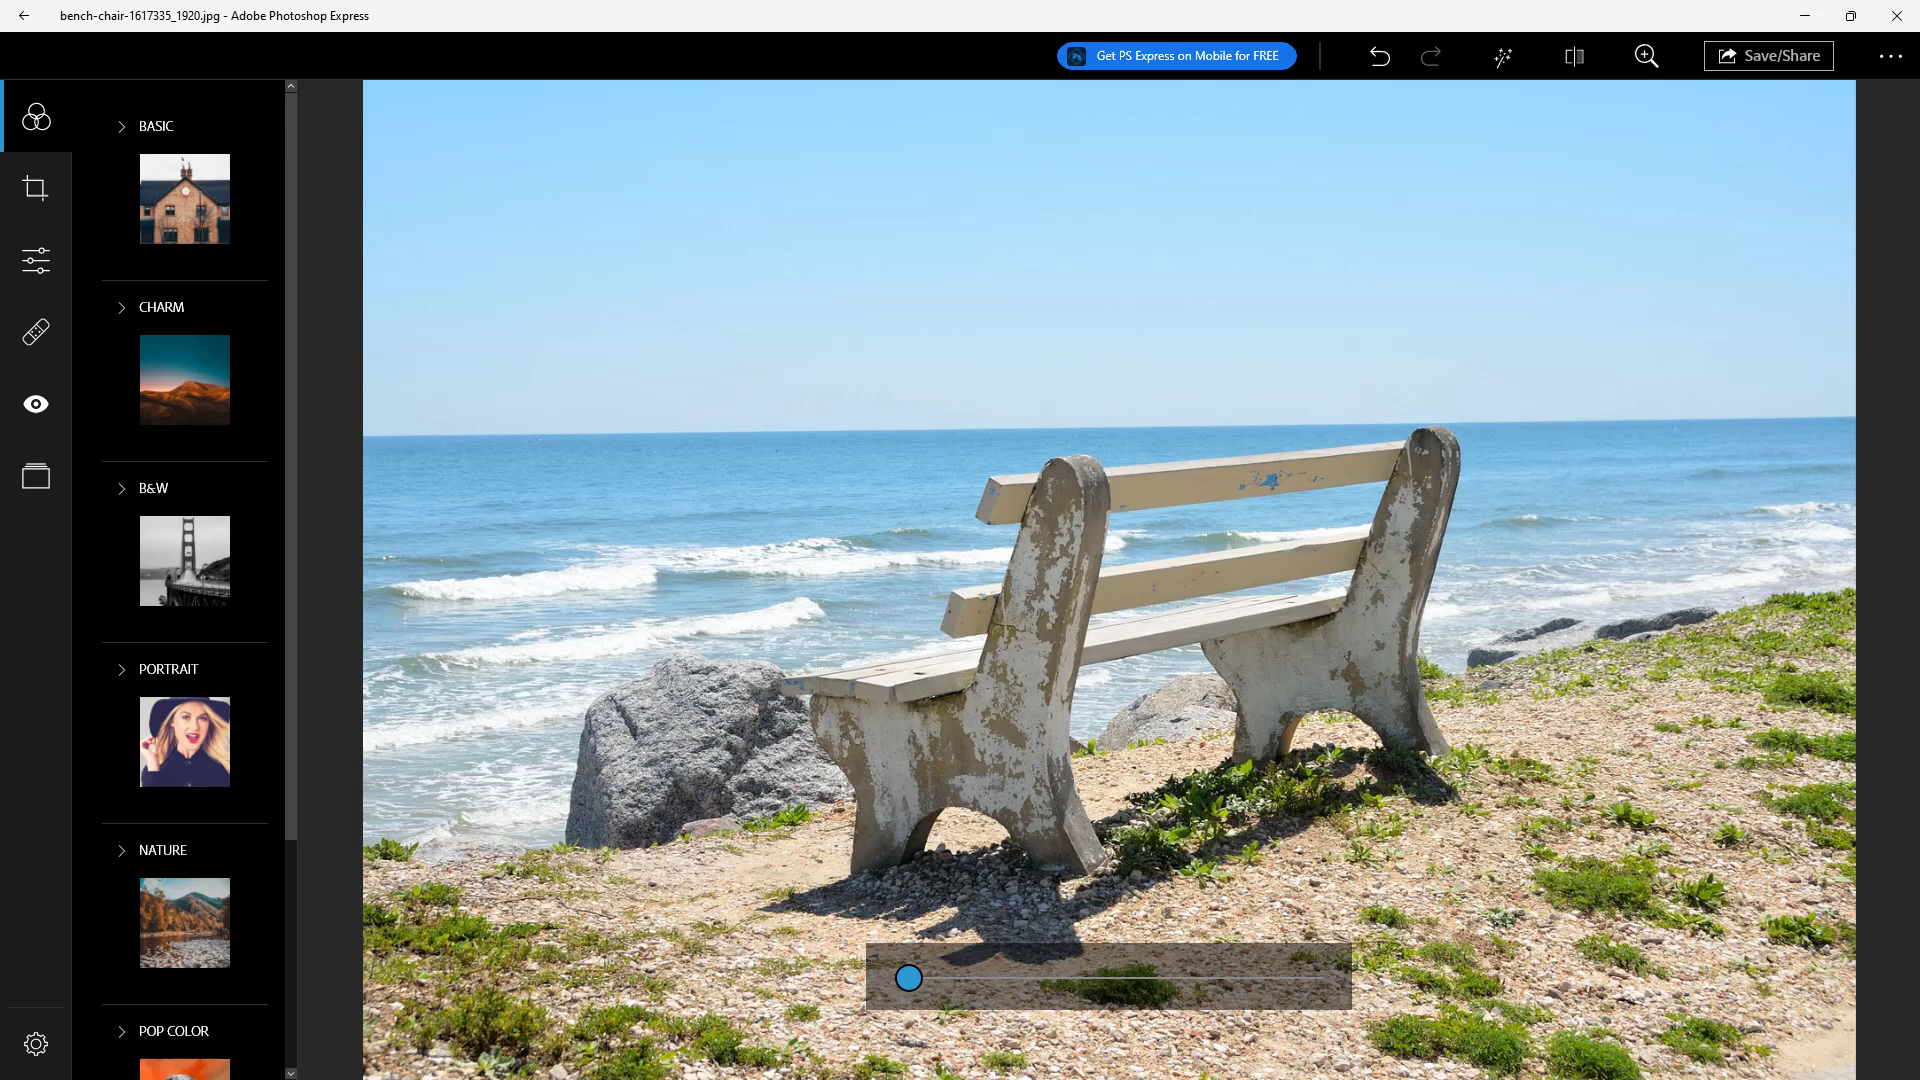 bench-chair-1617335_1920.jpg - Adobe Photoshop Express
Ps Get PS Express on Mobile for FREE
Save/Share
BASIC
CHARM
B&W
PORTRAIT
NATURE
POP COLOR